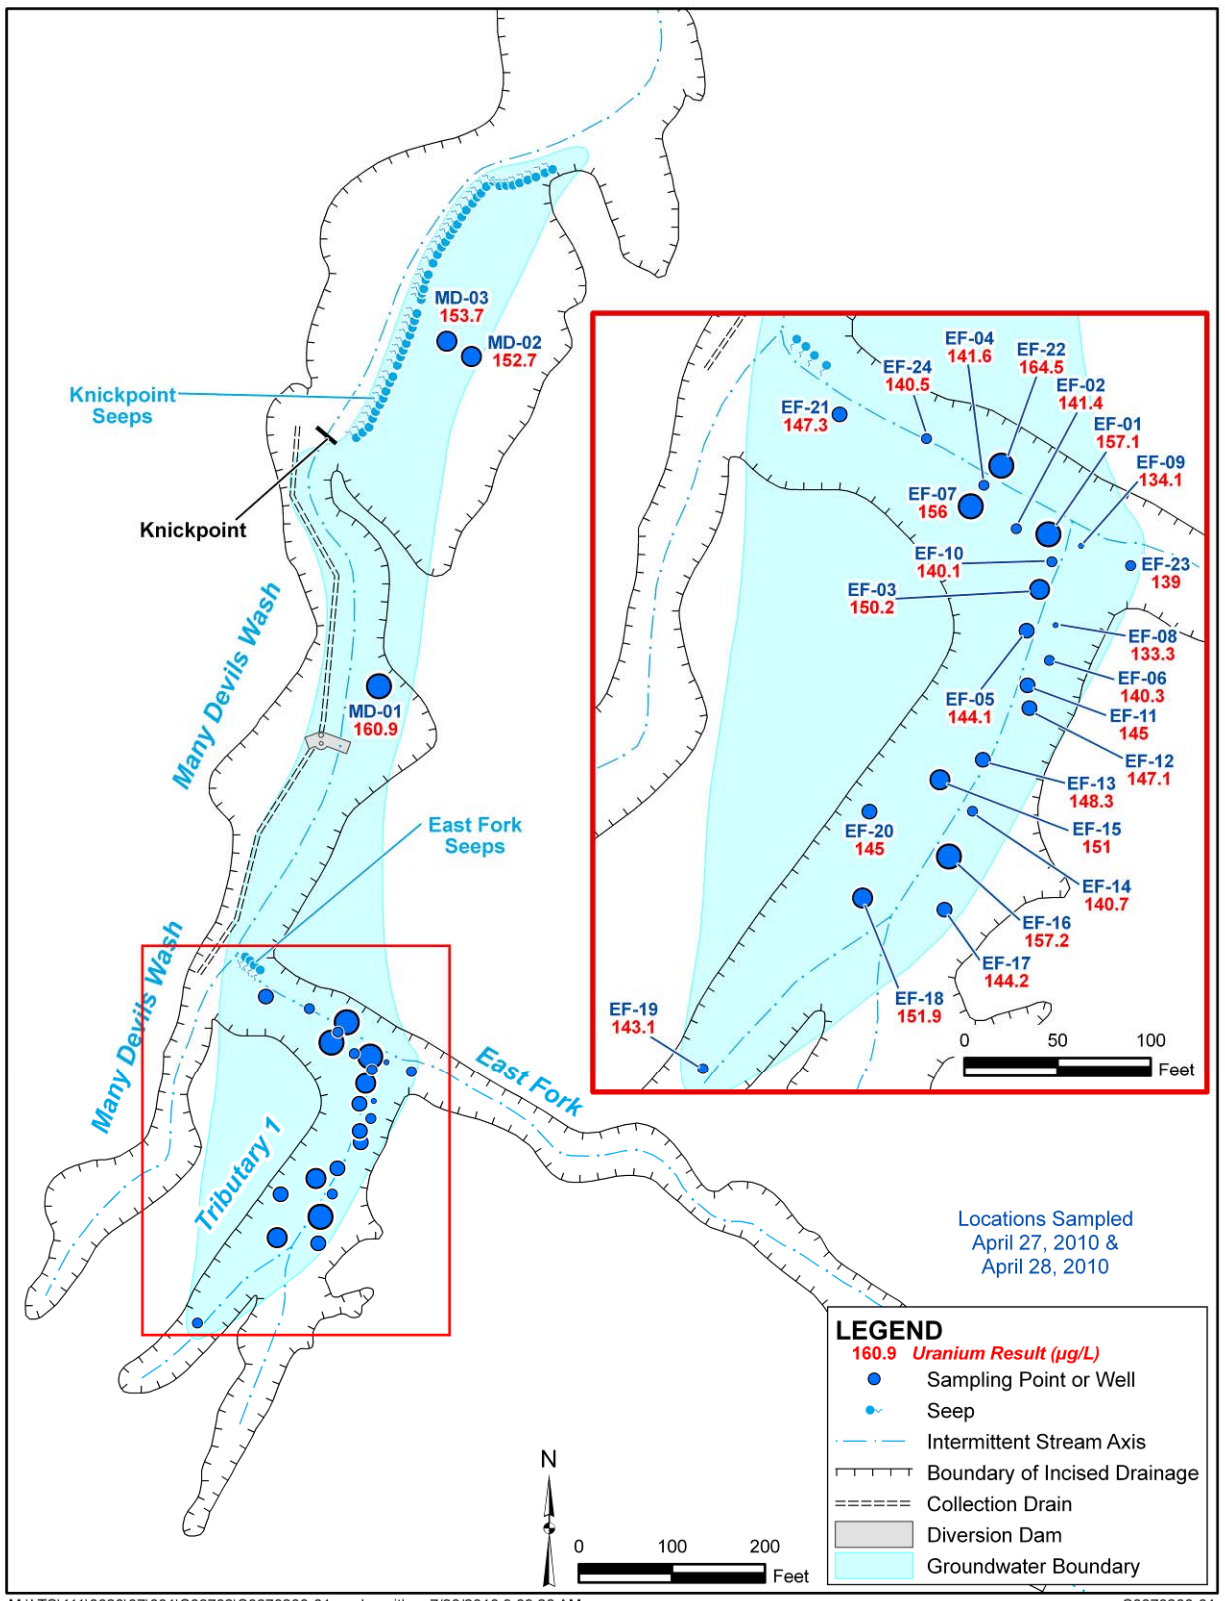 MD-03
153.7
MD-02
152.7
Knickpoint
Seeps
Knickpoint
Many Devils Wash
MD-01
160.9
East Fork
Seeps
Many Devils Wash
East Fork
Tributary 1
EF-04
141.6
EF-22
164.5
EF-24
140.5
EF-02
141.4
EF-21
147.3
EF-01
157.1
EF-09
134.1
EF-07
156
EF-10
140.1
EF-23
139
EF-03
150.2
EF-08
133.3
EF-06
140.3
EF-05
144.1
EF-11
145
EF-12
147.1
EF-13
148.3
EF-20
145
EF-15
151
EF-14
140.7
EF-16
157.2
EF-17
144.2
EF-18
151.9
EF-19
143.1
0 50 100
Feet
Locations Sampled
April 27, 2010 &
April 28, 2010
LEGEND
160.9 Uranium Result (µg/L)
Sampling Point or Well
Seep
Intermittent Stream Axis
Boundary of Incised Drainage
Collection Drain
Diversion Dam
Groundwater Boundary
N
0 100 200
Feet